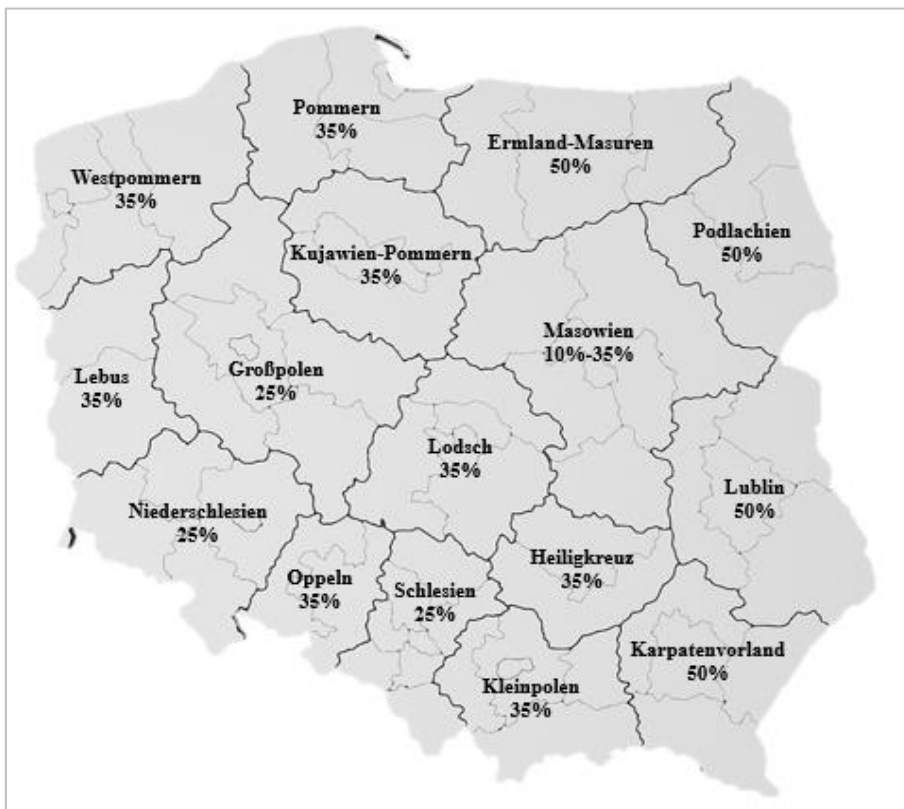 Pommern
35%
Ermland-Masuren
50%
Westpommern
35%
Podlachien
50%
Kujawien-Pommern
35%
Masowien
10%-35%
Großpolen
25%
Lebus
35%
Lodsch
35%
Lublin
50%
Niederschlesien
25%
Heiligkreuz
35%
Oppeln
35%
Schlesien
25%
Karpatenvorland
50%
Kleinpolen
35%